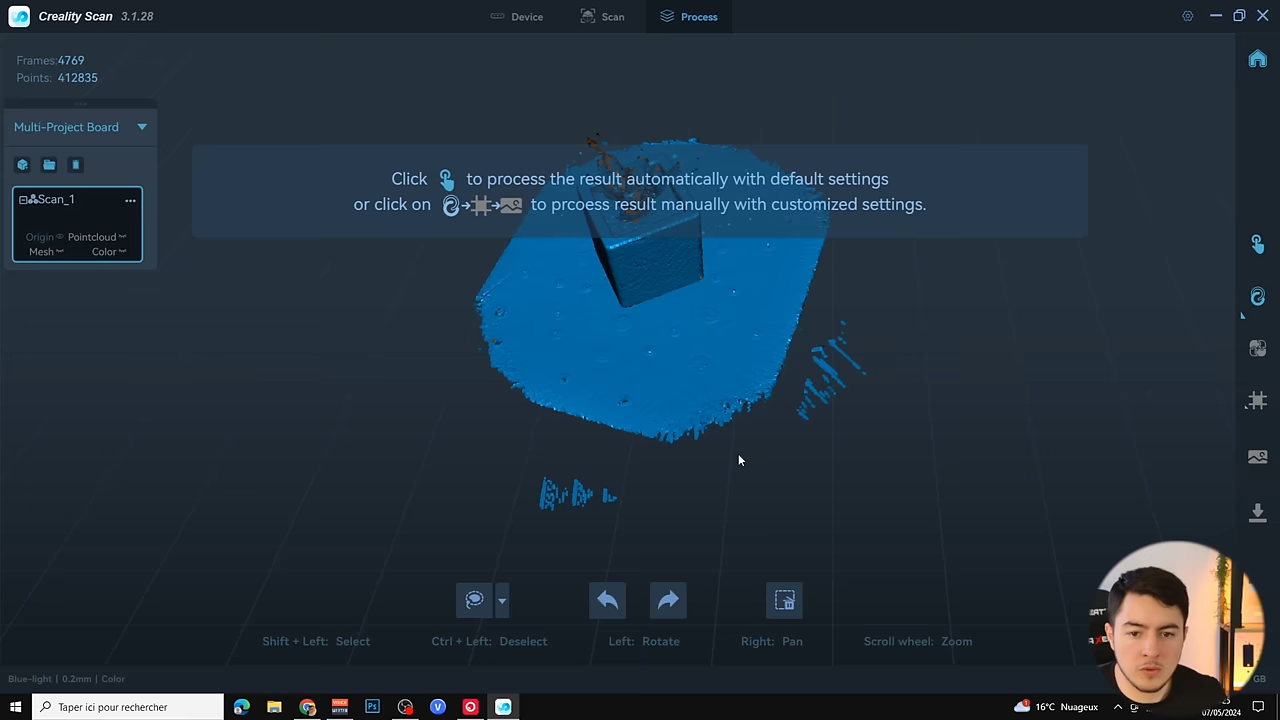 Creality Scan 3.1.28
Device
Scan
Process
Frames:4769
Points: 412835
Multi-Project Board
Scan_1
Origin
Pointcloud
Mesh
Color
Click to process the result automatically with default settings
or click on to prcoess result manually with customized settings.
Shift + Left: Select
Ctrl + Left: Deselect
Left: Rotate
Right: Pan
Scroll wheel: Zoom
Blue-light | 0.2mm | Color
GB
Taper ici pour rechercher
16°C Nuageux
07/05/2024